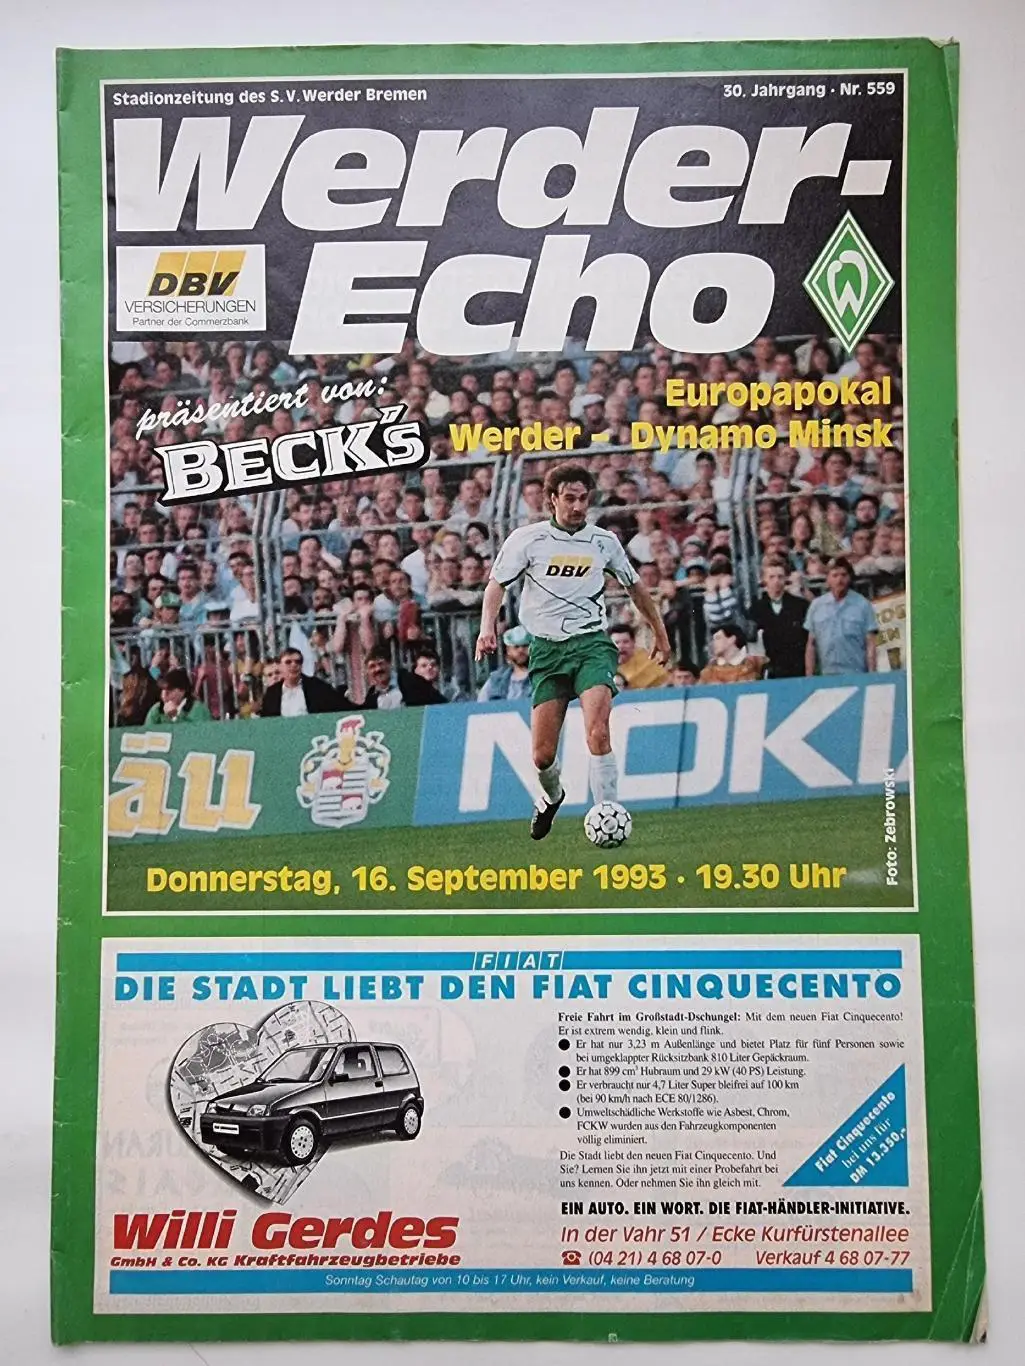 Stadionzeitung des S.V. Werder Bremen
30. Jahrgang · Nr. 559
Werder-
Echo
DBV
VERSICHERUNGEN
Partner der Commerzbank
W
präsentiert von:
BECK'S
Europapokal
Werder - Dynamo Minsk
DBV
äu
NOKI
Foto: Zebrowski
Donnerstag, 16. September 1993 · 19.30 Uhr
FIAT
DIE STADT LIEBT DEN FIAT CINQUECENTO
Freie Fahrt im Großstadt-Dschungel: Mit dem neuen Fiat Cinquecento!
Er ist extrem wendig, klein und flink.
● Er hat nur 3,23 m Außenlänge und bietet Platz für fünf Personen sowie
bei umgeklappter Rücksitzbank 810 Liter Gepäckraum.
● Er hat 899 cm³ Hubraum und 29 kW (40 PS) Leistung.
● Er verbraucht nur 4,7 Liter Super bleifrei auf 100 km
(bei 90 km/h nach ECE 80/1286).
● Umweltschädliche Werkstoffe wie Asbest, Chrom,
FCKW wurden aus den Fahrzeugkomponenten
völlig eliminiert.
Die Stadt liebt den neuen Fiat Cinquecento. Und
Sie? Lernen Sie ihn jetzt mit einer Probefahrt bei
uns kennen. Oder nehmen Sie ihn gleich mit.
Fiat Cinquecento
bei uns für
DM 13.350,-
EIN AUTO. EIN WORT. DIE FIAT-HÄNDLER-INITIATIVE.
Willi Gerdes
GmbH & Co. KG Kraftfahrzeugbetriebe
In der Vahr 51 / Ecke Kurfürstenallee
☎ (04 21) 4 68 07-0 Verkauf 4 68 07-77
Sonntag Schautag von 10 bis 17 Uhr, kein Verkauf, keine Beratung